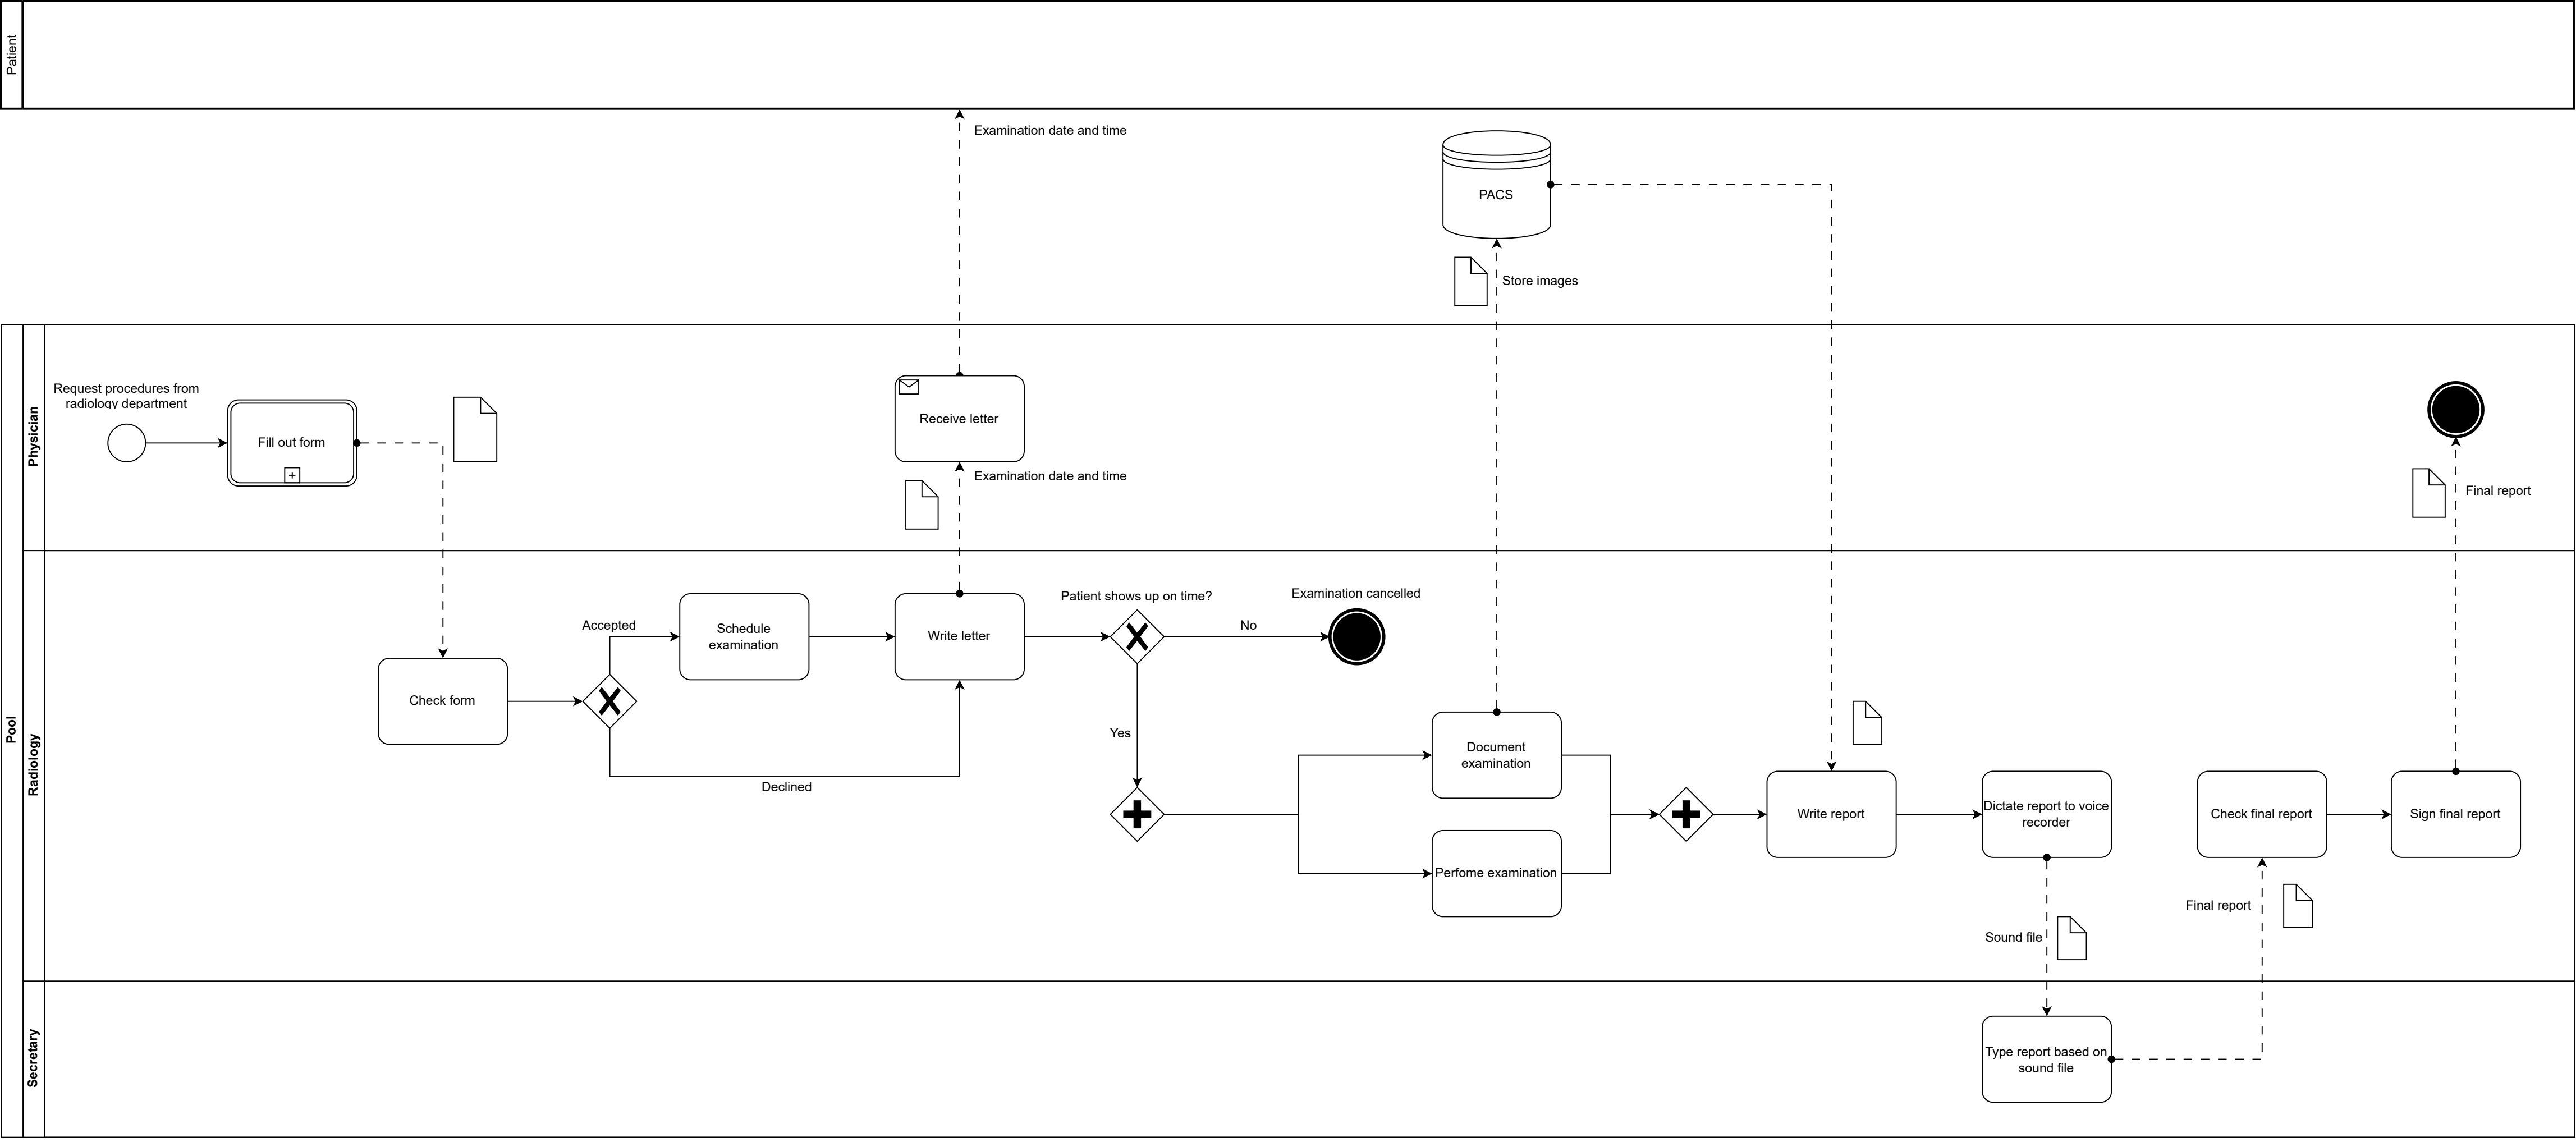 Patient
Examination date and time
PACS
Store images
Pool
Physician
Request procedures from
radiology department
Fill out form
Receive letter
Examination date and time
Final report
Radiology
Patient shows up on time?
Examination cancelled
Accepted
Schedule
examination
Write letter
No
Check form
Yes
Declined
Document
examination
Write report
Dictate report to voice
recorder
Check final report
Sign final report
Perfome examination
Final report
Sound file
Secretary
Type report based on
sound file